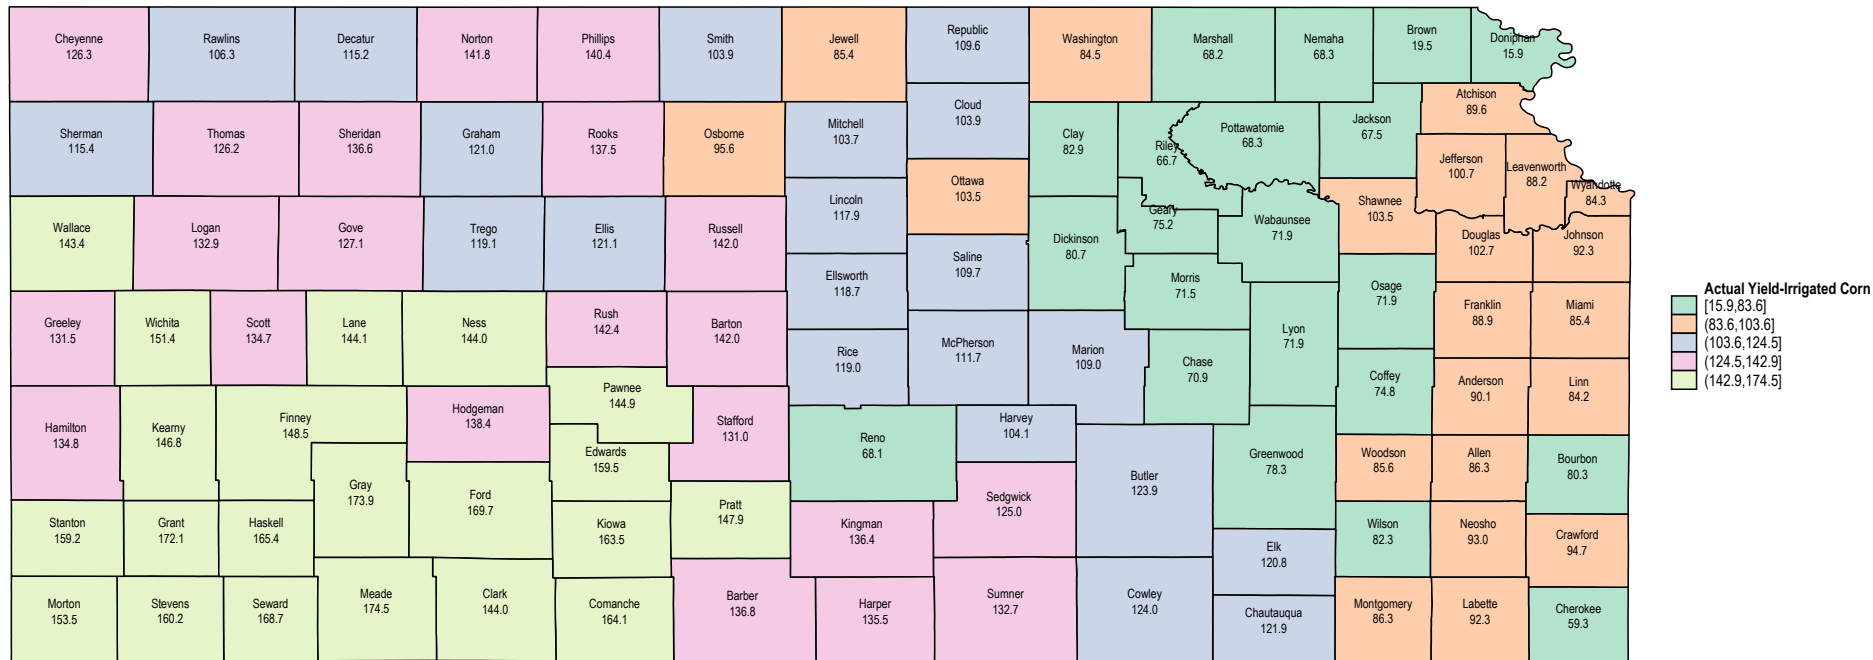 Cheyenne
126.3
Rawlins
106.3
Decatur
115.2
Norton
141.8
Phillips
140.4
Smith
103.9
Jewell
85.4
Republic
109.6
Washington
84.5
Marshall
68.2
Nemaha
68.3
Brown
19.5
Doniphan
15.9
Sherman
115.4
Thomas
126.2
Sheridan
136.6
Graham
121.0
Rooks
137.5
Osborne
95.6
Mitchell
103.7
Cloud
103.9
Clay
82.9
Riley
66.7
Pottawatomie
68.3
Jackson
67.5
Atchison
89.6
Jefferson
100.7
Leavenworth
88.2
Wyandotte
84.3
Ottawa
103.5
Lincoln
117.9
Wallace
143.4
Logan
132.9
Gove
127.1
Trego
119.1
Ellis
121.1
Russell
142.0
Dickinson
80.7
Geary
75.2
Wabaunsee
71.9
Shawnee
103.5
Douglas
102.7
Johnson
92.3
Ellsworth
118.7
Saline
109.7
Morris
71.5
Osage
71.9
Franklin
88.9
Miami
85.4
Greeley
131.5
Wichita
151.4
Scott
134.7
Lane
144.1
Ness
144.0
Rush
142.4
Barton
142.0
Rice
119.0
McPherson
111.7
Marion
109.0
Chase
70.9
Lyon
71.9
Coffey
74.8
Anderson
90.1
Linn
84.2
Hamilton
134.8
Kearny
146.8
Finney
148.5
Hodgeman
138.4
Pawnee
144.9
Stafford
131.0
Reno
68.1
Harvey
104.1
Edwards
159.5
Gray
173.9
Ford
169.7
Kiowa
163.5
Pratt
147.9
Kingman
136.4
Sedgwick
125.0
Butler
123.9
Greenwood
78.3
Woodson
85.6
Allen
86.3
Bourbon
80.3
Stanton
159.2
Grant
172.1
Haskell
165.4
Elk
120.8
Wilson
82.3
Neosho
93.0
Crawford
94.7
Morton
153.5
Stevens
160.2
Seward
168.7
Meade
174.5
Clark
144.0
Comanche
164.1
Barber
136.8
Harper
135.5
Sumner
132.7
Cowley
124.0
Chautauqua
121.9
Montgomery
86.3
Labette
92.3
Cherokee
59.3
Actual Yield-Irrigated Corn
[15.9,83.6]
(83.6,103.6]
(103.6,124.5]
(124.5,142.9]
(142.9,174.5]